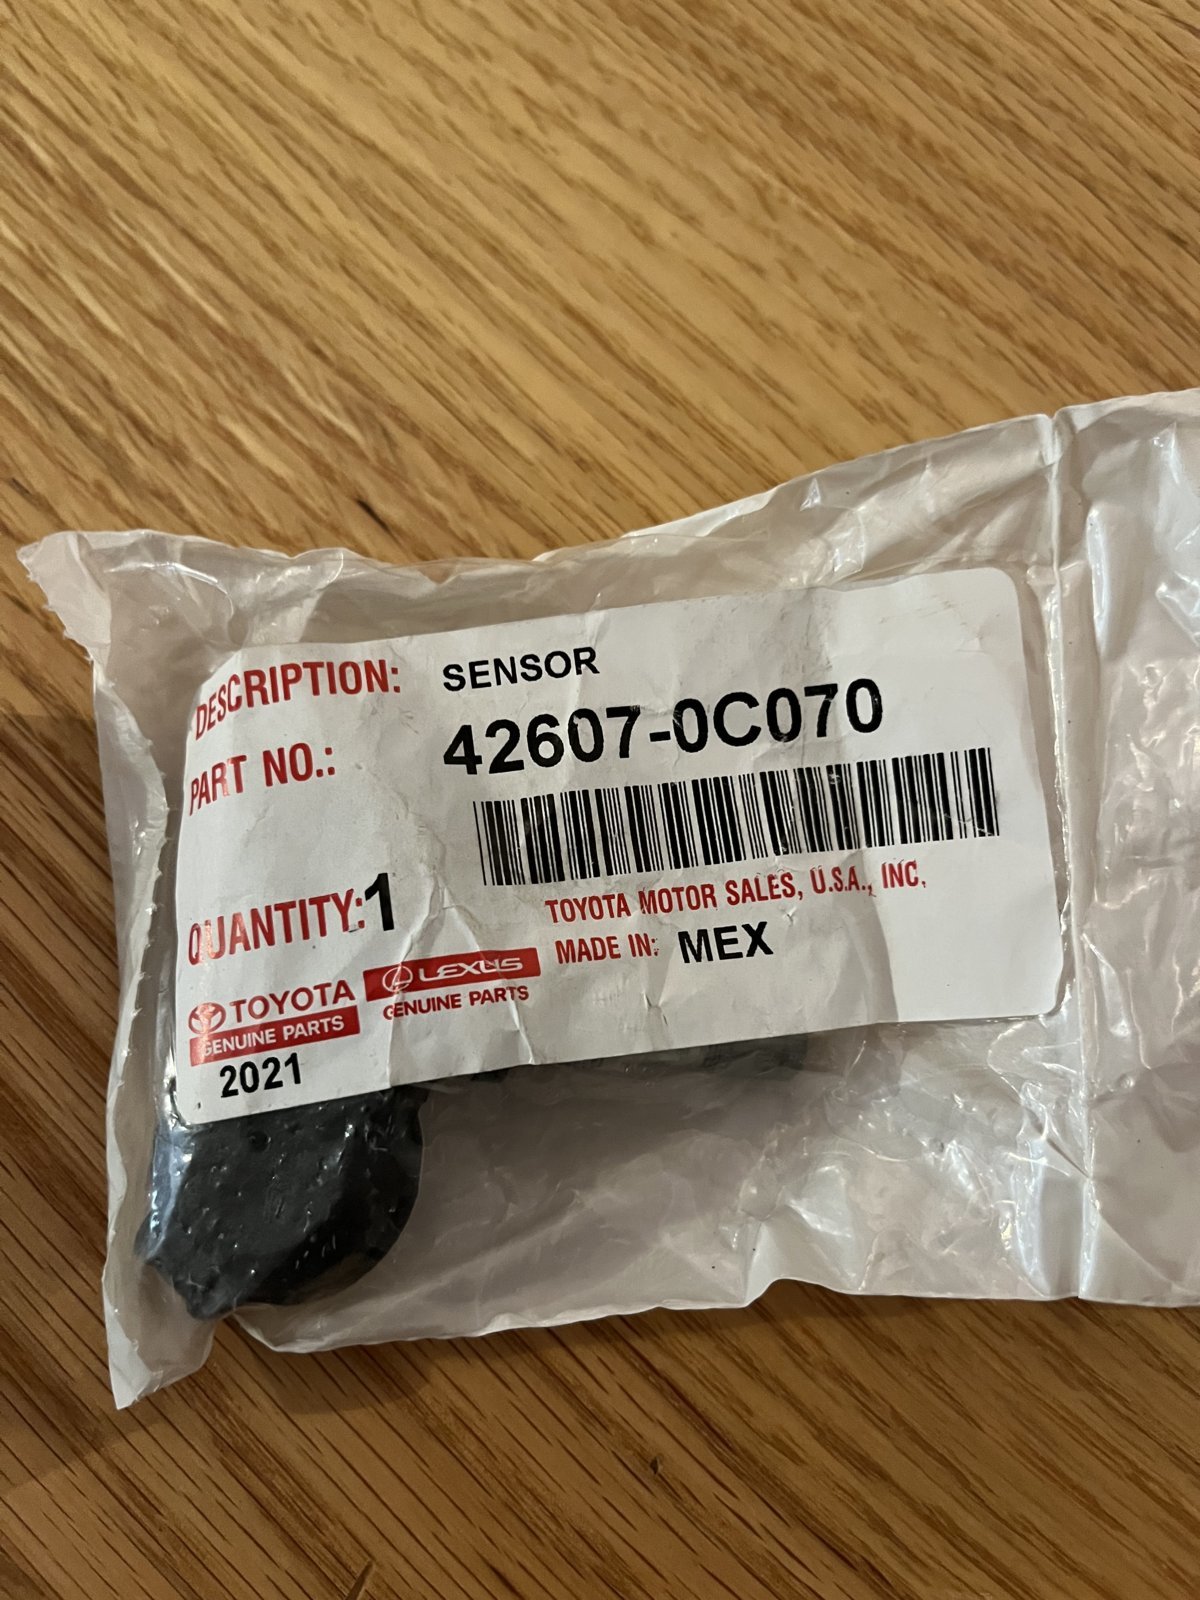 DESCRIPTION: SENSOR
PART NO.: 42607-0C070
QUANTITY:1
TOYOTA MOTOR SALES, U.S.A., INC.
MADE IN: MEX
TOYOTA
GENUINE PARTS
LEXUS
GENUINE PARTS
2021